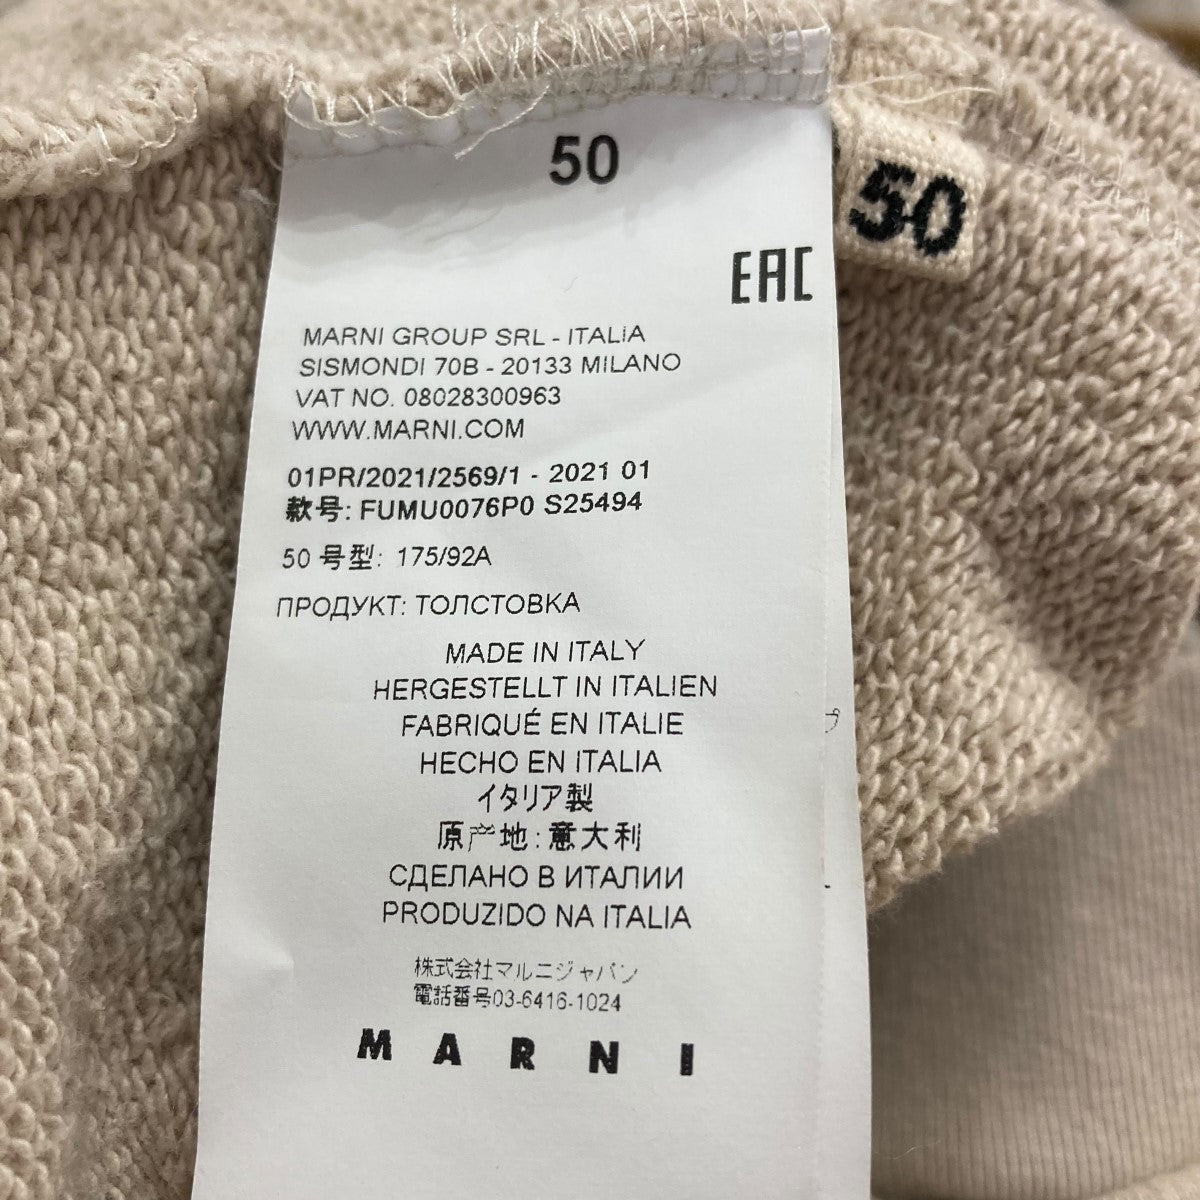 50
50
EAC
MARNI GROUP SRL - ITALIA
SISMONDI 70B - 20133 MILANO
VAT NO. 08028300963
WWW.MARNI.COM
01PR/2021/2569/1 - 2021 01
款号: FUMU0076P0 S25494
50 号型: 175/92A
ПРОДУКТ: ТОЛСТОВКА
MADE IN ITALY
HERGESTELLT IN ITALIEN
FABRIQUÉ EN ITALIE
HECHO EN ITALIA
イタリア製
原产地: 意大利
СДЕЛАНО В ИТАЛИИ
PRODUZIDO NA ITALIA
株式会社マルニジャパン
電話番号03-6416-1024
MARNI